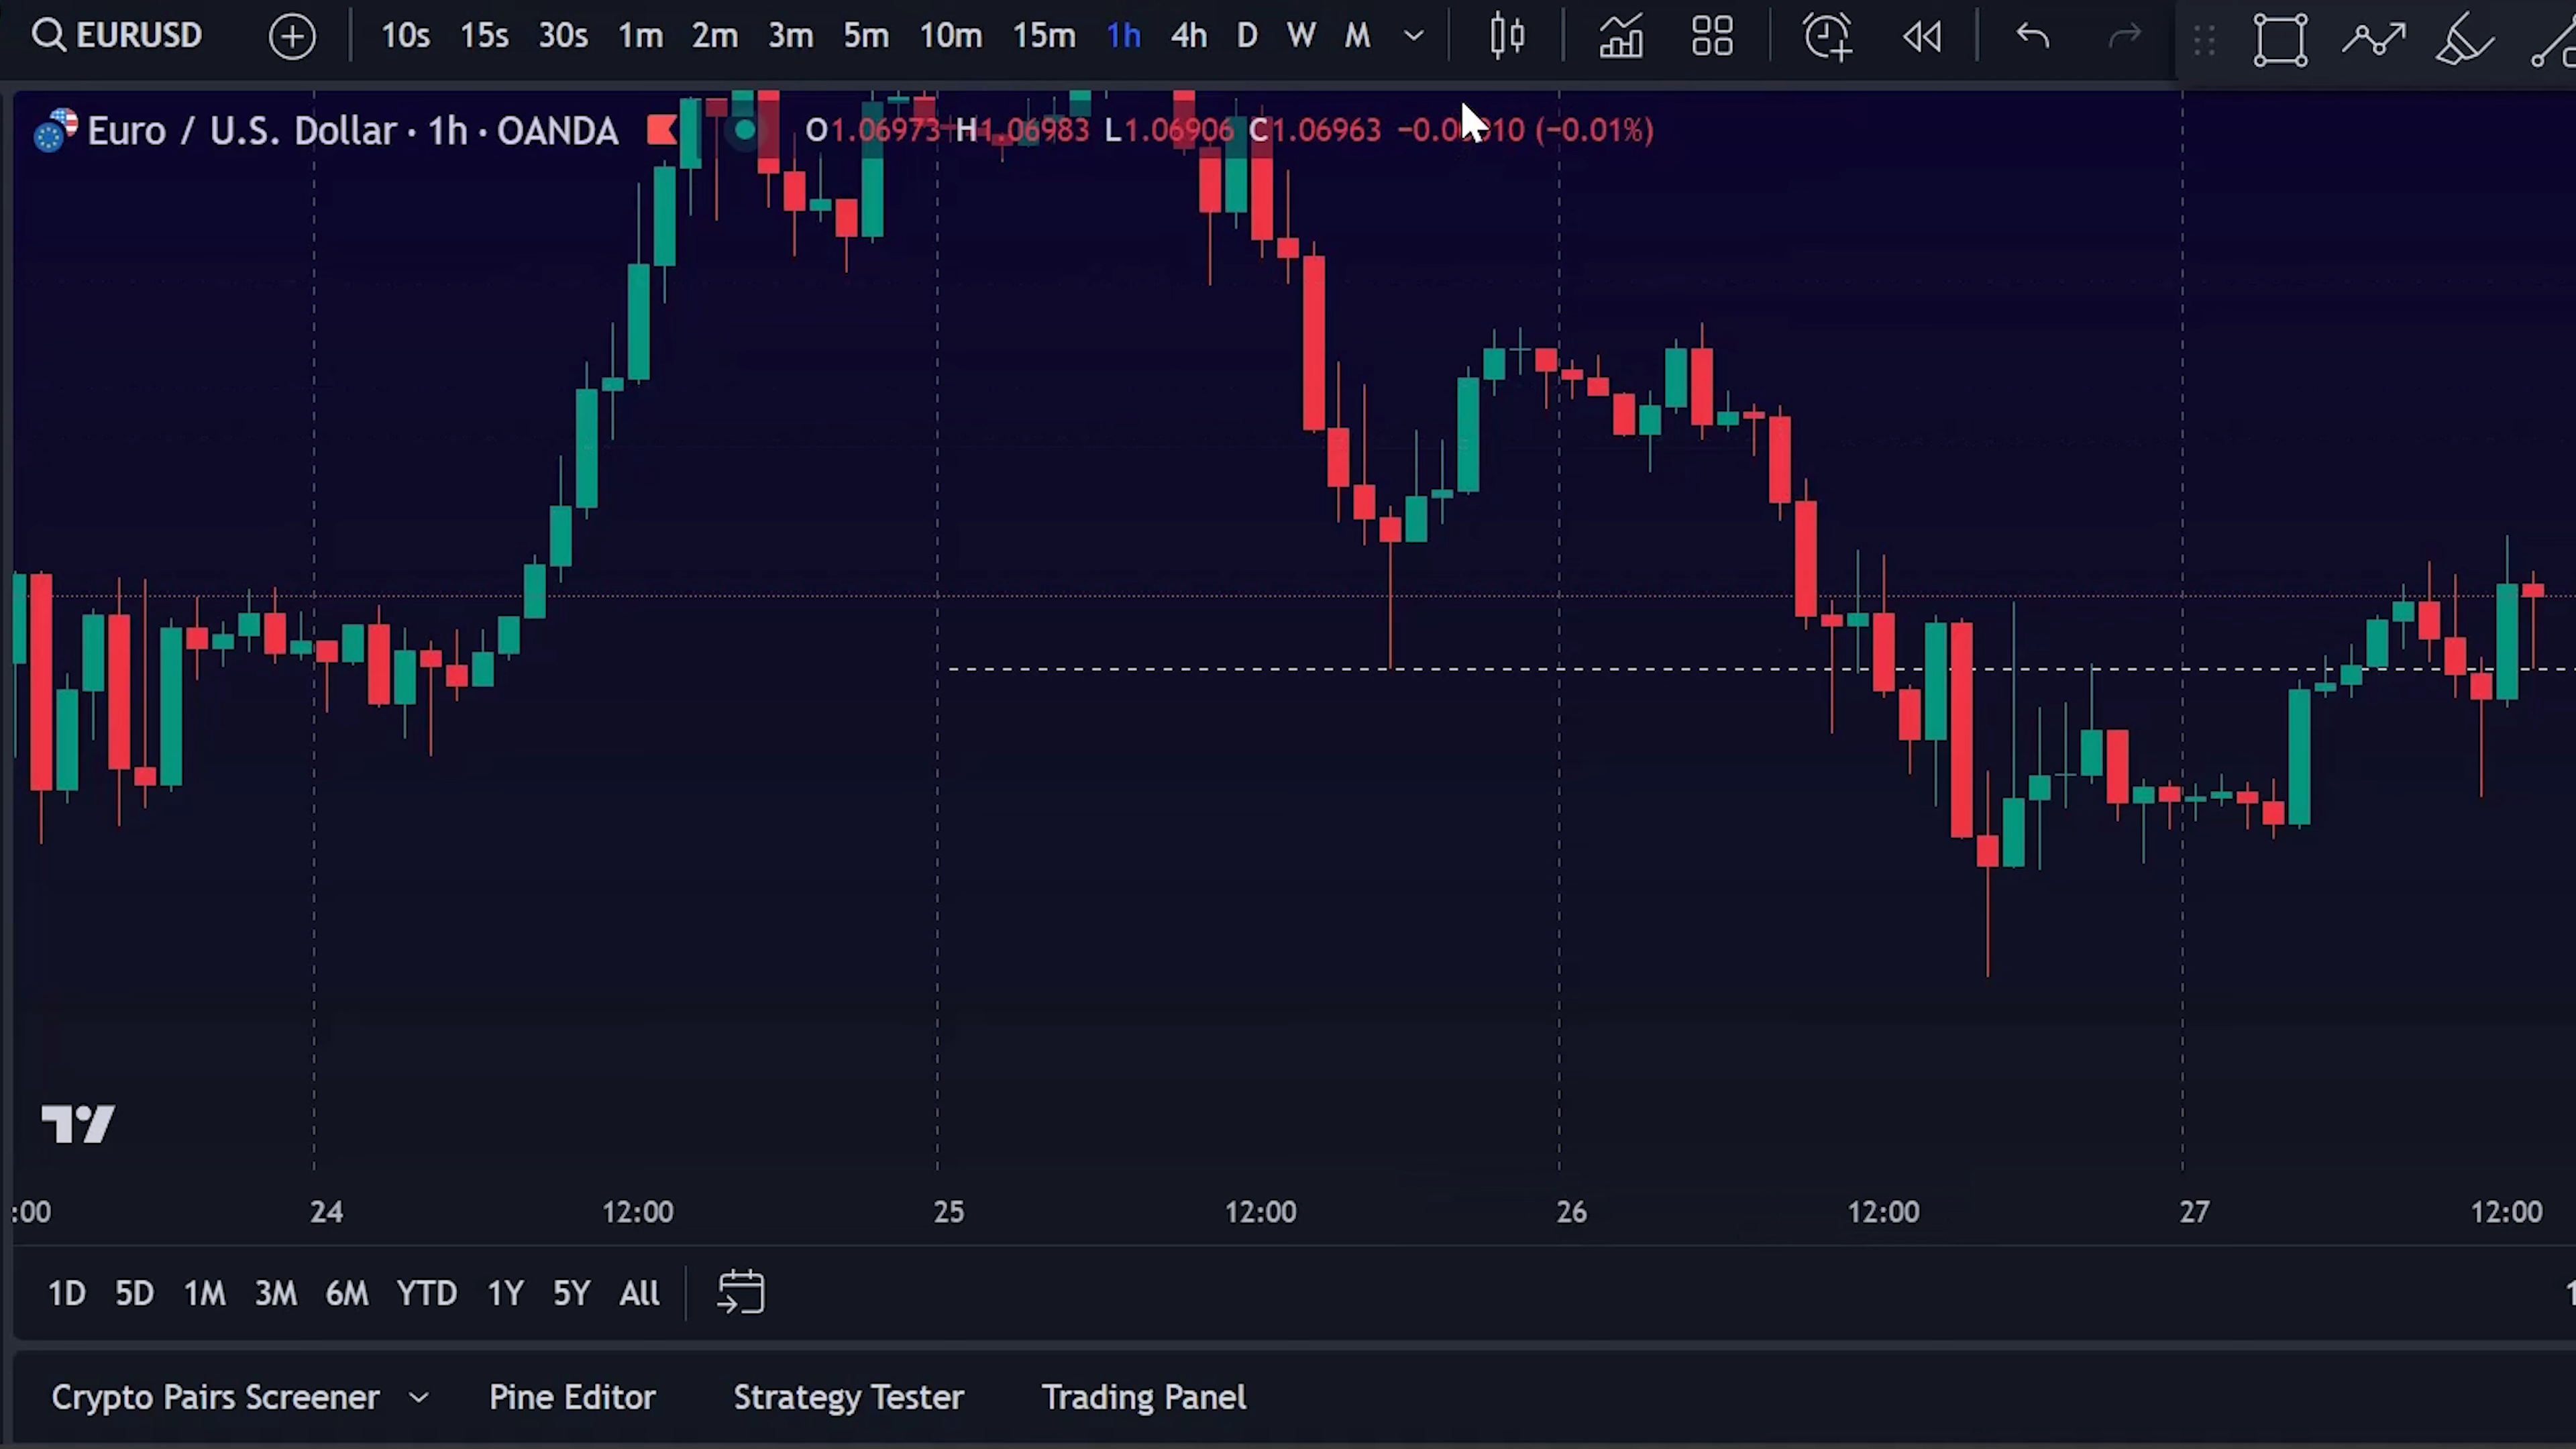 EURUSD 10s 15s 30s 1m 2m 3m 5m 10m 15m 1h 4h D W M
Euro / U.S. Dollar · 1h · OANDA O1.06973 H1.06983 L1.06906 C1.06963 −0.00010 (−0.01%)
:00 24 12:00 25 12:00 26 12:00 27 12:00
1D 5D 1M 3M 6M YTD 1Y 5Y All
Crypto Pairs Screener Pine Editor Strategy Tester Trading Panel